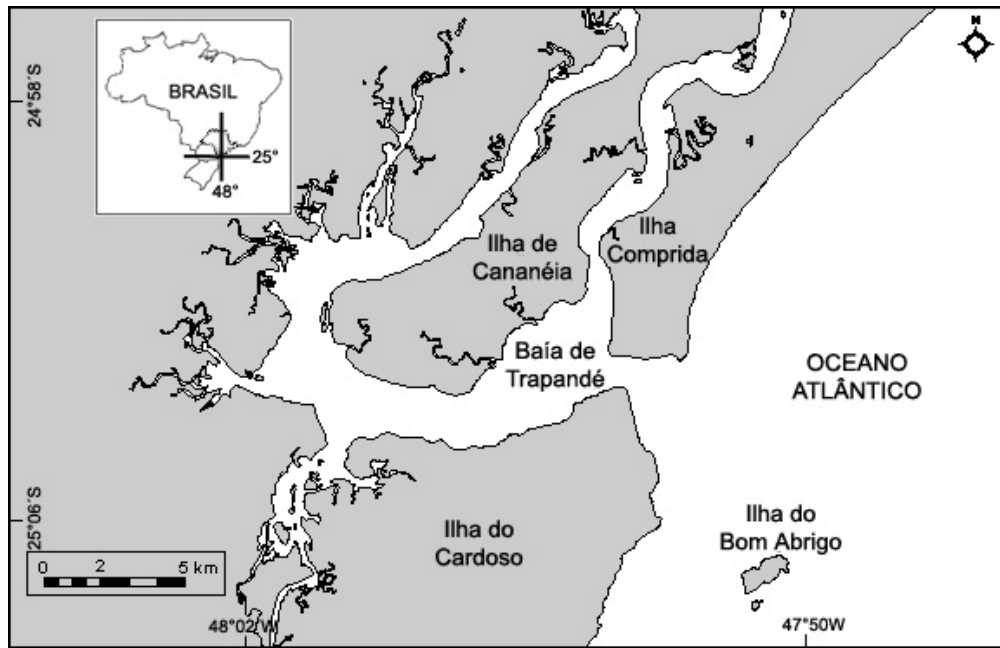 N
BRASIL
25°
48°
24°58´S
Ilha de
Cananéia
Ilha
Comprida
Baía de
Trapandé
OCEANO
ATLÂNTICO
25°06´S
Ilha do
Cardoso
Ilha do
Bom Abrigo
0 2 5 km
48°02´W
47°50W